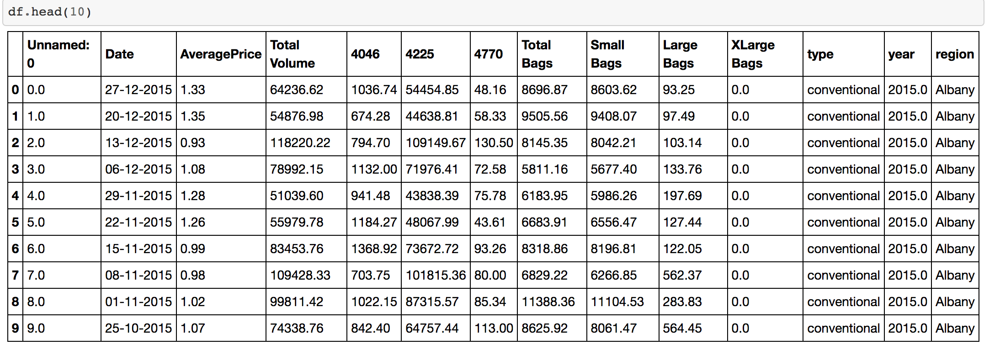 df.head(10)
Unnamed: 0 Date AveragePrice Total Volume 4046 4225 4770 Total Bags Small Bags Large Bags XLarge Bags type year region
0 0.0 27-12-2015 1.33 64236.62 1036.74 54454.85 48.16 8696.87 8603.62 93.25 0.0 conventional 2015.0 Albany
1 1.0 20-12-2015 1.35 54876.98 674.28 44638.81 58.33 9505.56 9408.07 97.49 0.0 conventional 2015.0 Albany
2 2.0 13-12-2015 0.93 118220.22 794.70 109149.67 130.50 8145.35 8042.21 103.14 0.0 conventional 2015.0 Albany
3 3.0 06-12-2015 1.08 78992.15 1132.00 71976.41 72.58 5811.16 5677.40 133.76 0.0 conventional 2015.0 Albany
4 4.0 29-11-2015 1.28 51039.60 941.48 43838.39 75.78 6183.95 5986.26 197.69 0.0 conventional 2015.0 Albany
5 5.0 22-11-2015 1.26 55979.78 1184.27 48067.99 43.61 6683.91 6556.47 127.44 0.0 conventional 2015.0 Albany
6 6.0 15-11-2015 0.99 83453.76 1368.92 73672.72 93.26 8318.86 8196.81 122.05 0.0 conventional 2015.0 Albany
7 7.0 08-11-2015 0.98 109428.33 703.75 101815.36 80.00 6829.22 6266.85 562.37 0.0 conventional 2015.0 Albany
8 8.0 01-11-2015 1.02 99811.42 1022.15 87315.57 85.34 11388.36 11104.53 283.83 0.0 conventional 2015.0 Albany
9 9.0 25-10-2015 1.07 74338.76 842.40 64757.44 113.00 8625.92 8061.47 564.45 0.0 conventional 2015.0 Albany